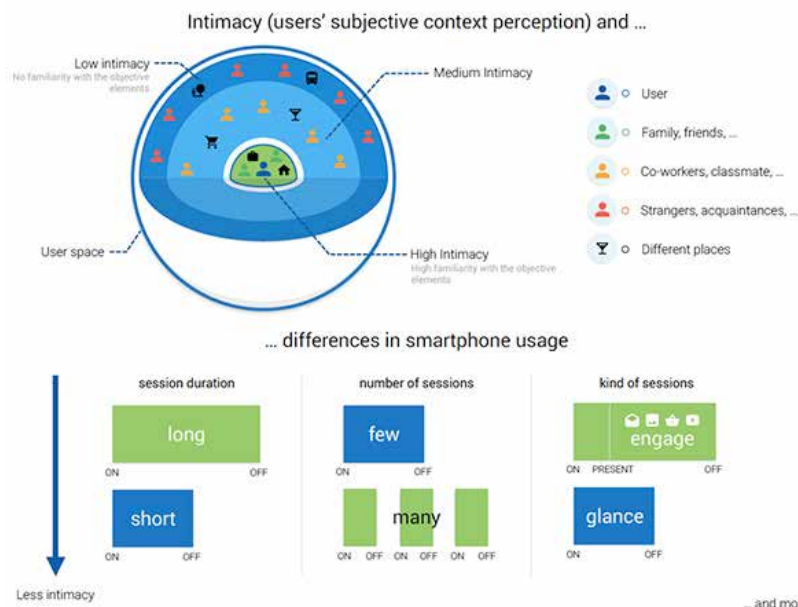 Intimacy (users' subjective context perception) and ...
Low intimacy
No familiarity with the objective
elements
Medium Intimacy
User
Family, friends, ...
Co-workers, classmate, ...
Strangers, acquaintances, ...
Different places
User space
High Intimacy
High familiarity with the objective
elements
... differences in smartphone usage
session duration
number of sessions
kind of sessions
long
ON OFF
few
ON OFF
engage
ON PRESENT OFF
short
ON OFF
many
ON OFF ON OFF ON OFF
glance
ON OFF
Less intimacy
... and mo